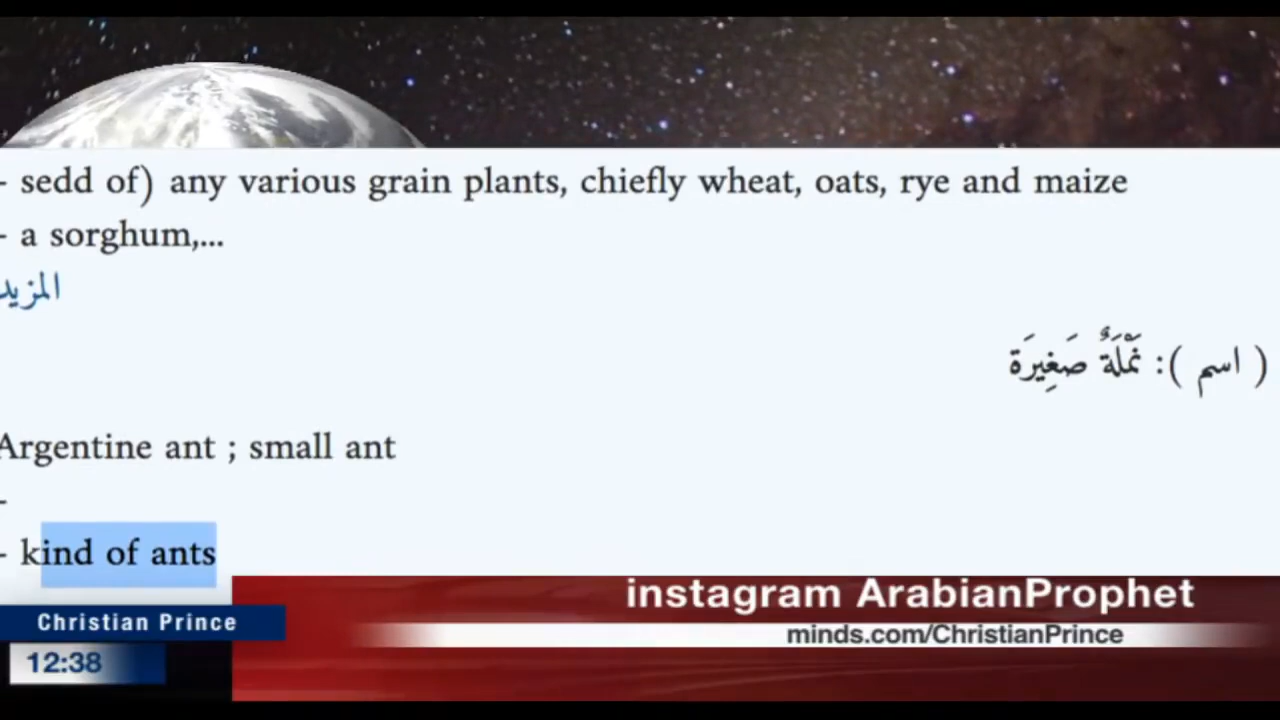 - sedd of) any various grain plants, chiefly wheat, oats, rye and maize
- a sorghum,...
المزيد
( اسم ): نَمْلَةٌ صَغِيرَة
Argentine ant ; small ant
-
- kind of ants
instagram ArabianProphet
Christian Prince
minds.com/ChristianPrince
12:38